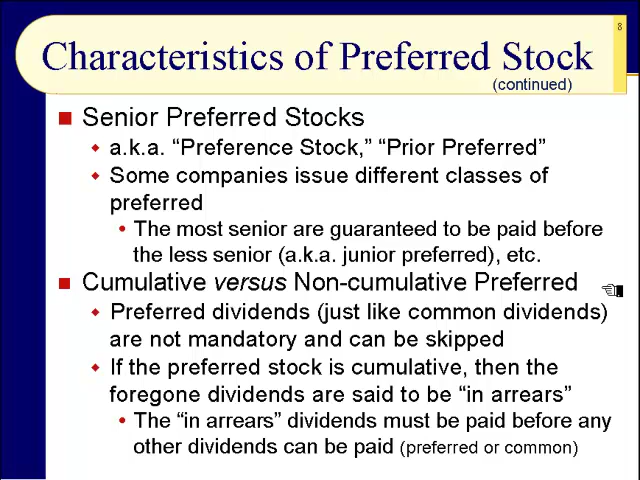 8
Characteristics of Preferred Stock
(continued)
Senior Preferred Stocks
a.k.a. “Preference Stock,” “Prior Preferred”
Some companies issue different classes of
preferred
The most senior are guaranteed to be paid before
the less senior (a.k.a. junior preferred), etc.
Cumulative versus Non-cumulative Preferred
Preferred dividends (just like common dividends)
are not mandatory and can be skipped
If the preferred stock is cumulative, then the
foregone dividends are said to be “in arrears”
The “in arrears” dividends must be paid before any
other dividends can be paid (preferred or common)